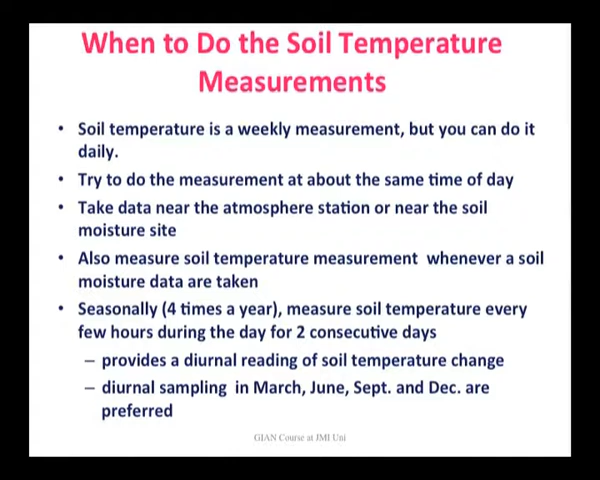 When to Do the Soil Temperature
Measurements
• Soil temperature is a weekly measurement, but you can do it
daily.
• Try to do the measurement at about the same time of day
• Take data near the atmosphere station or near the soil
moisture site
• Also measure soil temperature measurement whenever a soil
moisture data are taken
• Seasonally (4 times a year), measure soil temperature every
few hours during the day for 2 consecutive days
– provides a diurnal reading of soil temperature change
– diurnal sampling in March, June, Sept. and Dec. are
preferred
GIAN Course at JMI Uni